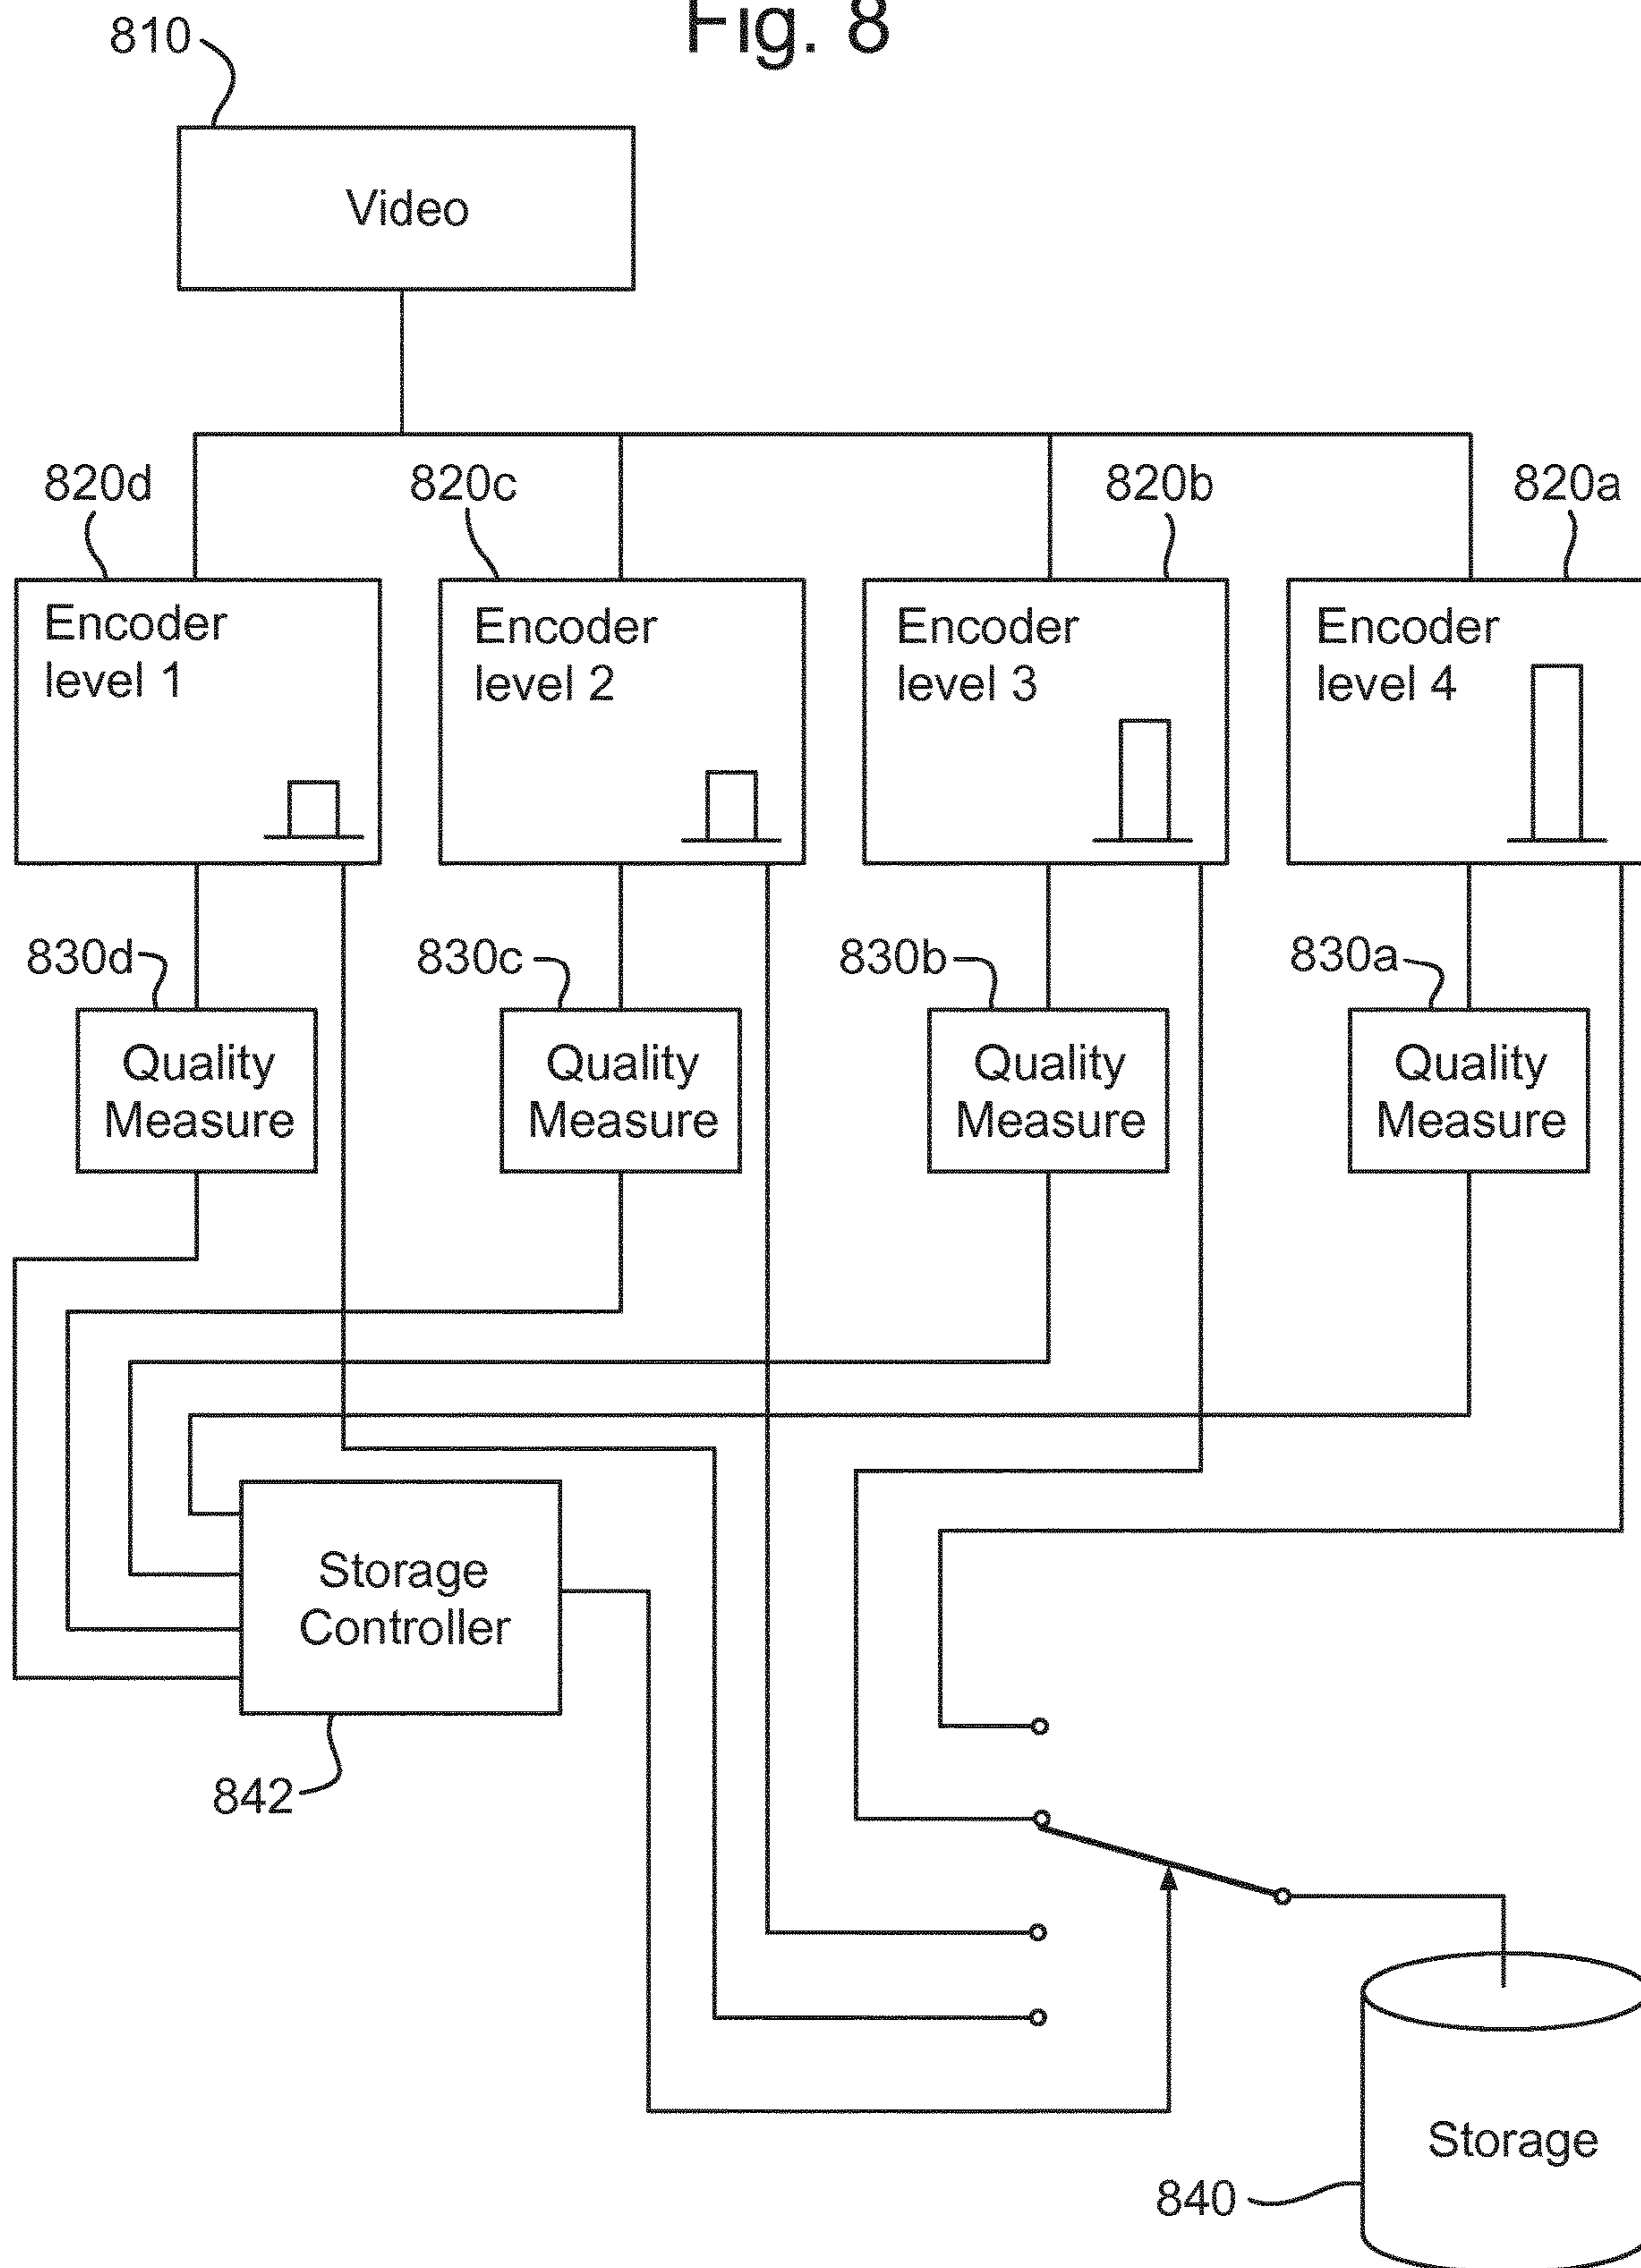 Fig. 8
810
Video
820d
820c
820b
820a
Encoder
level 1
Encoder
level 2
Encoder
level 3
Encoder
level 4
830d
830c
830b
830a
Quality
Measure
Quality
Measure
Quality
Measure
Quality
Measure
Storage
Controller
842
Storage
840